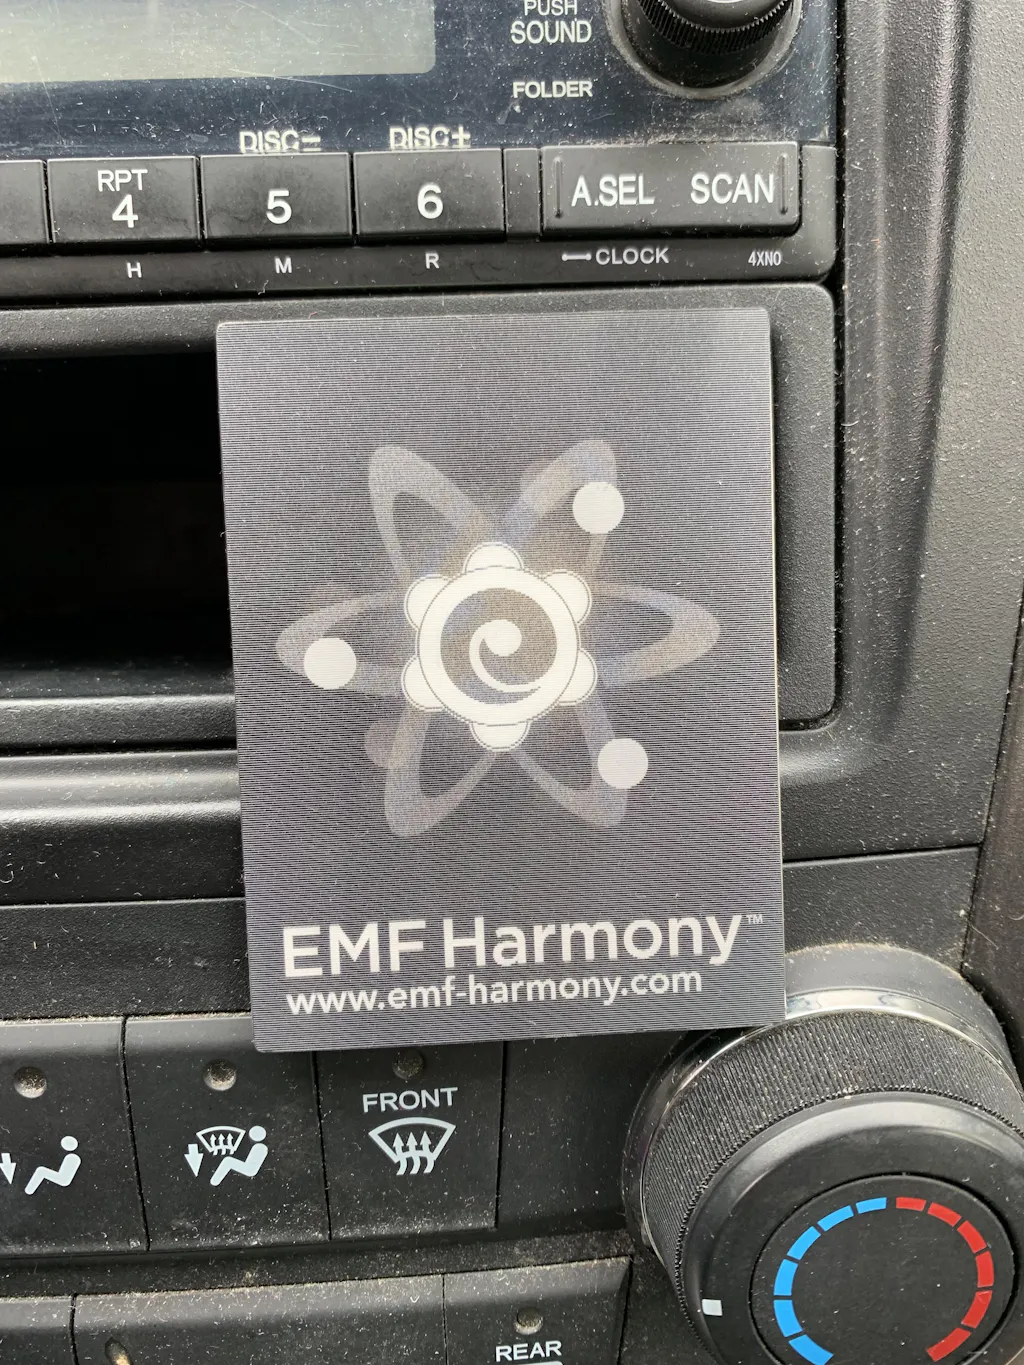 PUSH
SOUND
FOLDER
DISC- DISC+
RPT
4 5 6 A.SEL SCAN
H M R CLOCK 4XN0
EMF Harmony™
www.emf-harmony.com
FRONT
REAR